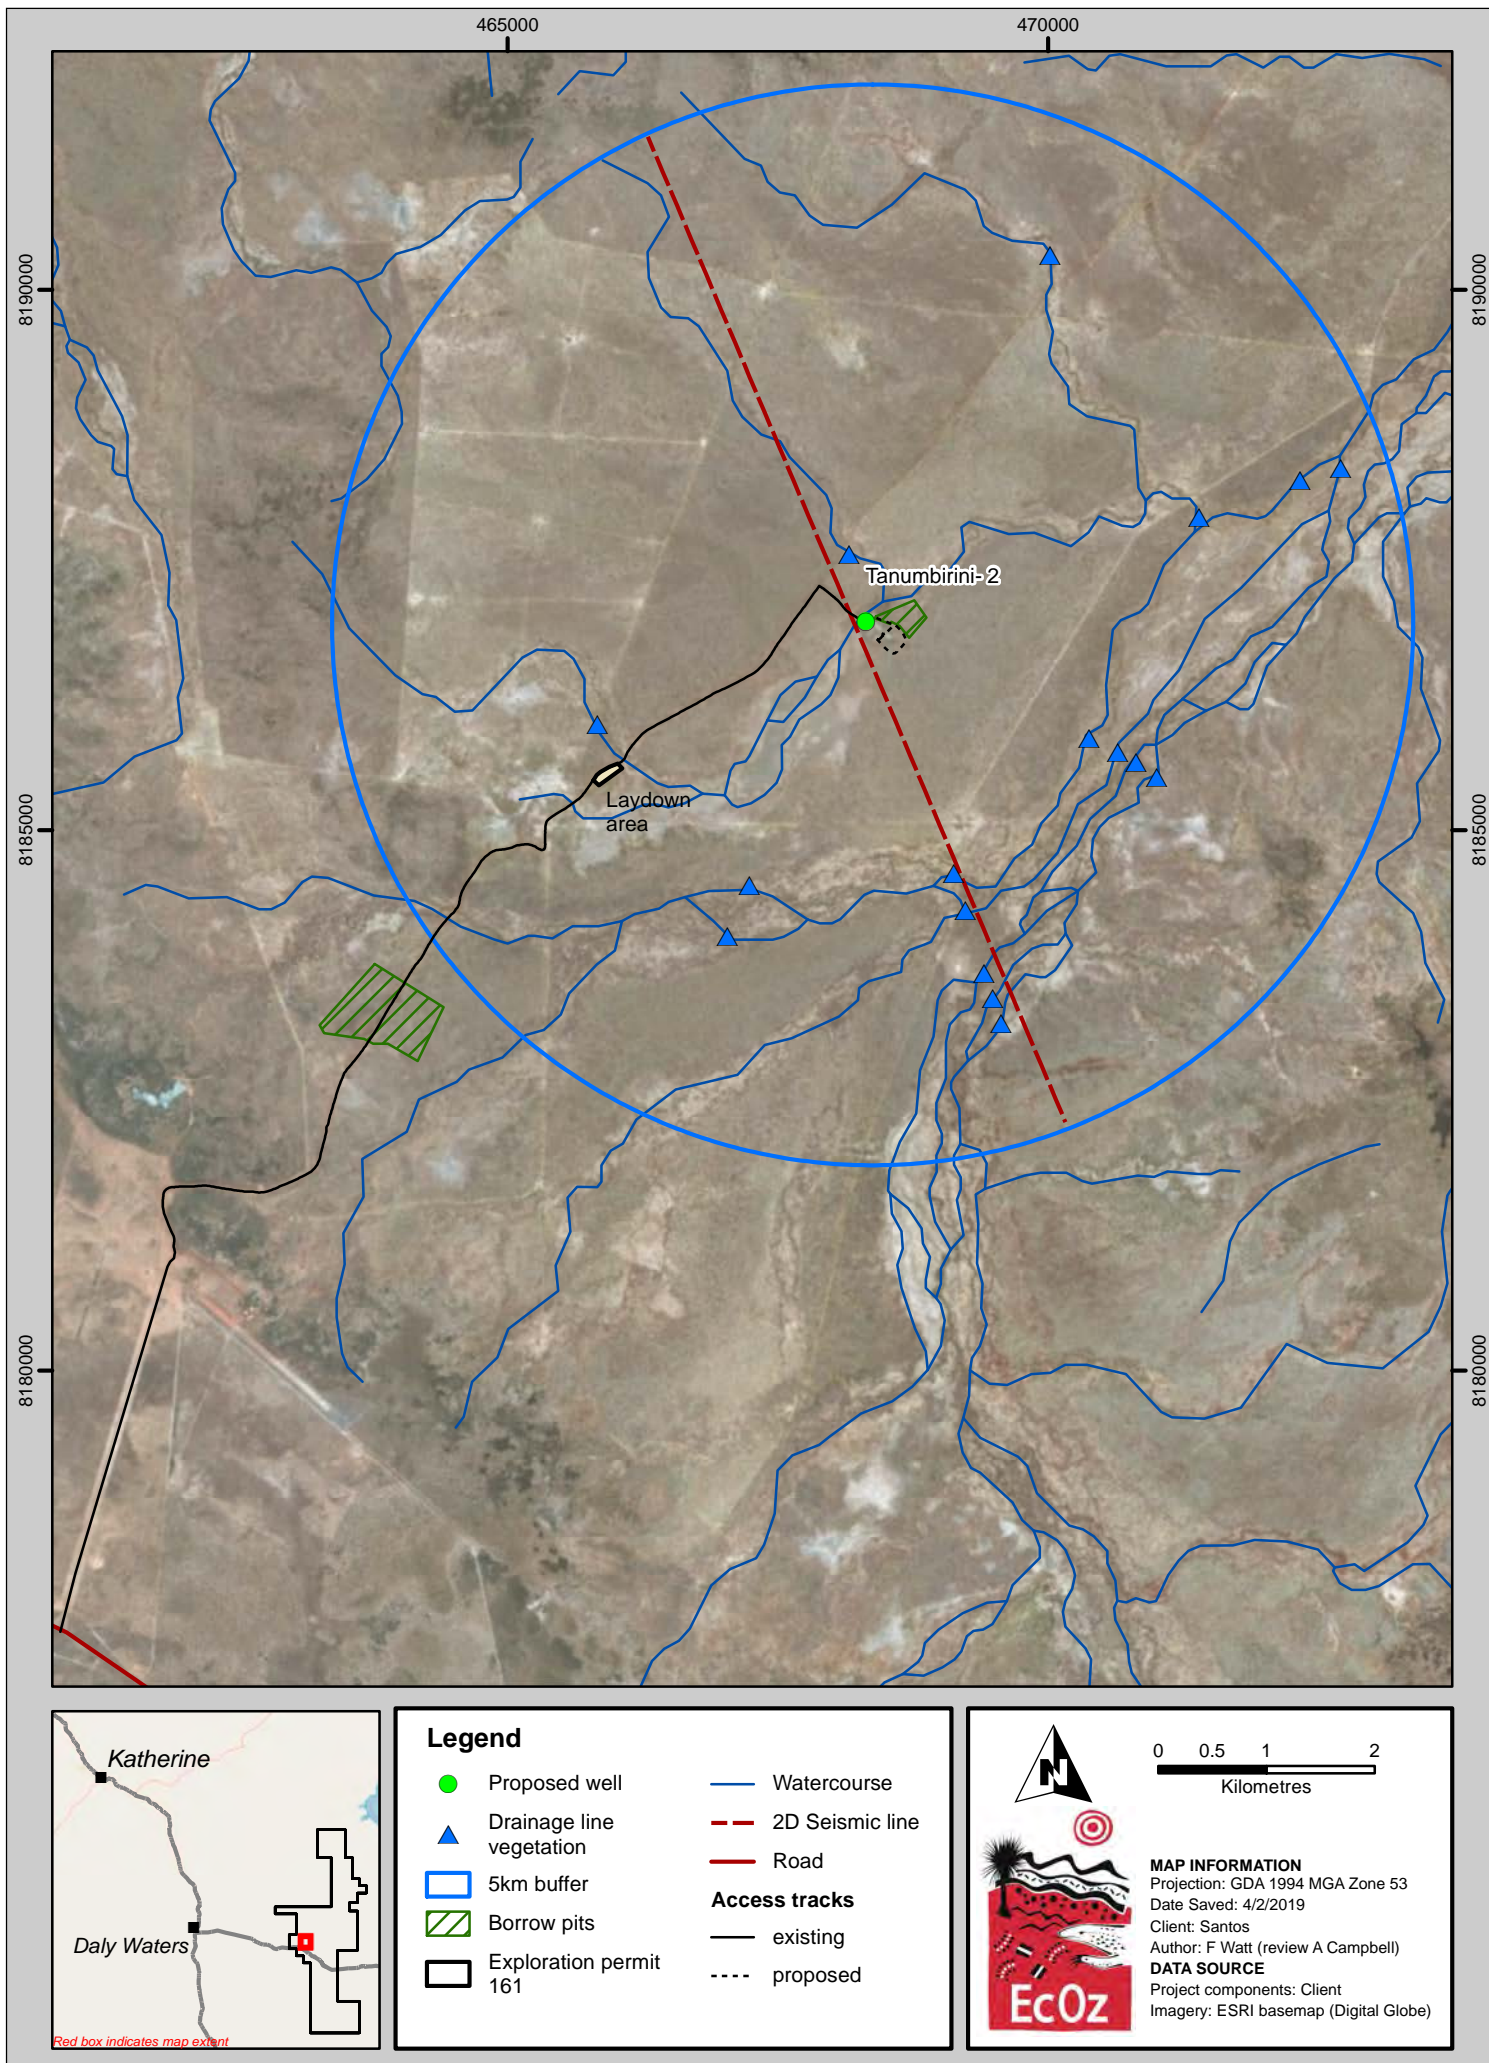 465000
470000
8190000
8190000
Tanumbirini- 2
Laydown
area
8185000
8185000
8180000
8180000
Katherine
Daly Waters
Red box indicates map extent
Legend
Proposed well
Drainage line
vegetation
5km buffer
Borrow pits
Exploration permit
161
Watercourse
2D Seismic line
Road
Access tracks
existing
proposed
N
0 0.5 1 2
Kilometres
EcOz
MAP INFORMATION
Projection: GDA 1994 MGA Zone 53
Date Saved: 4/2/2019
Client: Santos
Author: F Watt (review A Campbell)
DATA SOURCE
Project components: Client
Imagery: ESRI basemap (Digital Globe)